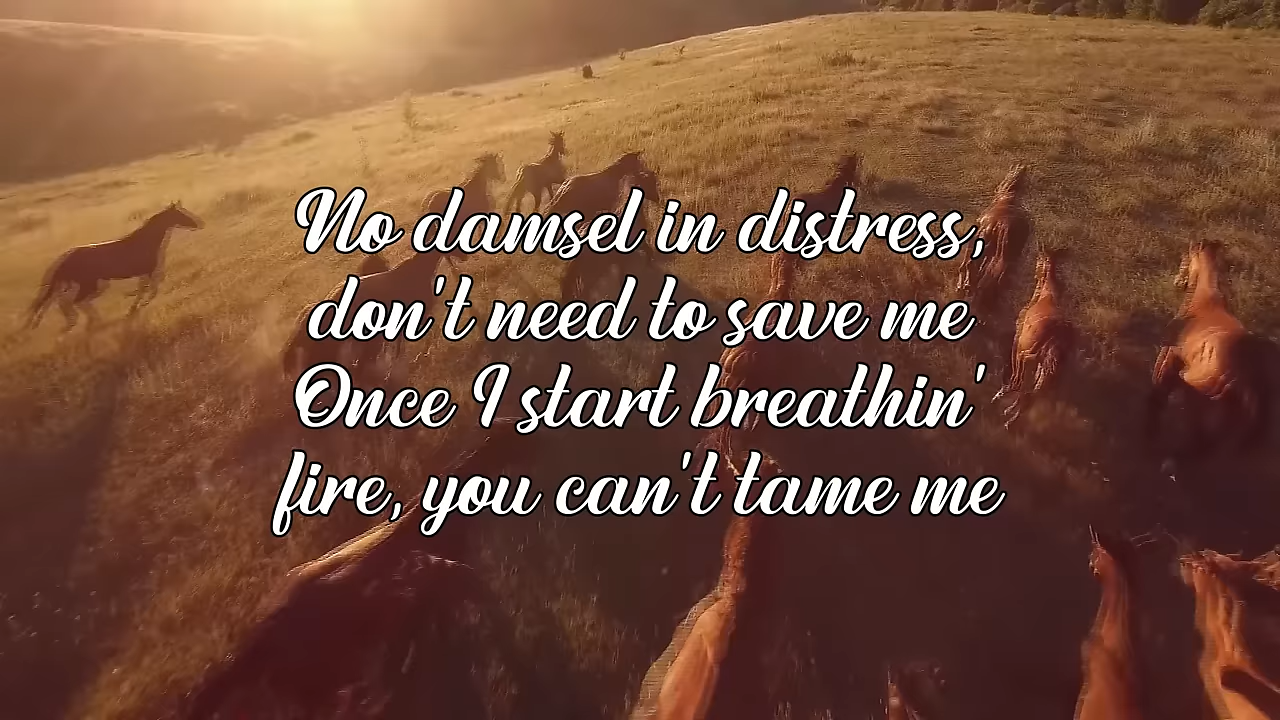 No damsel in distress,
don't need to save me
Once I start breathin'
fire, you can't tame me